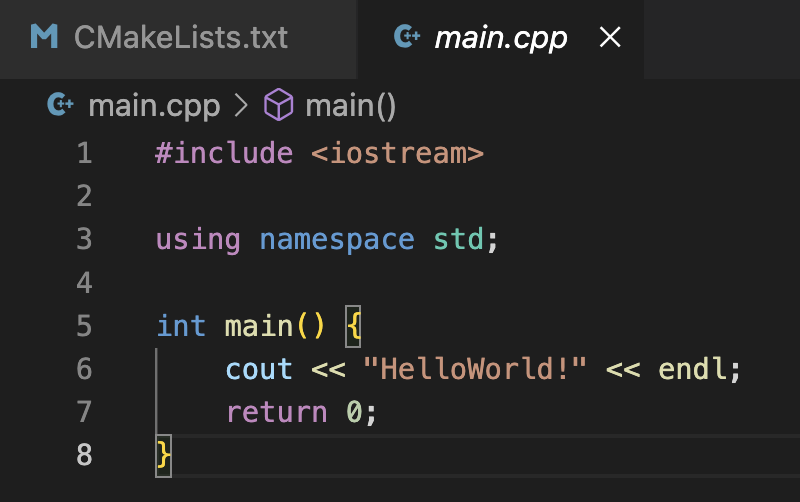 CMakeLists.txt main.cpp
main.cpp > main()
1 #include <iostream>
2
3 using namespace std;
4
5 int main() {
6     cout << "HelloWorld!" << endl;
7     return 0;
8 }